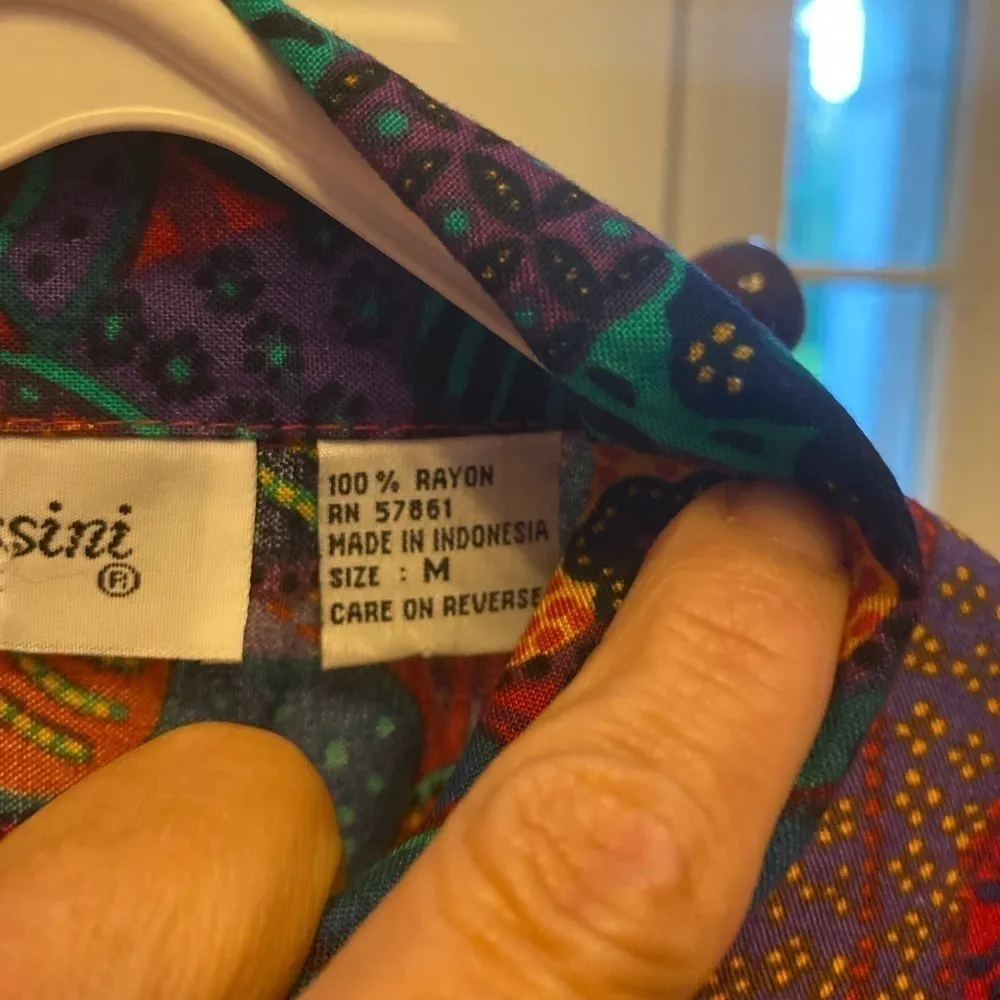 ssini
®
100 % RAYON
RN 57861
MADE IN INDONESIA
SIZE : M
CARE ON REVERSE